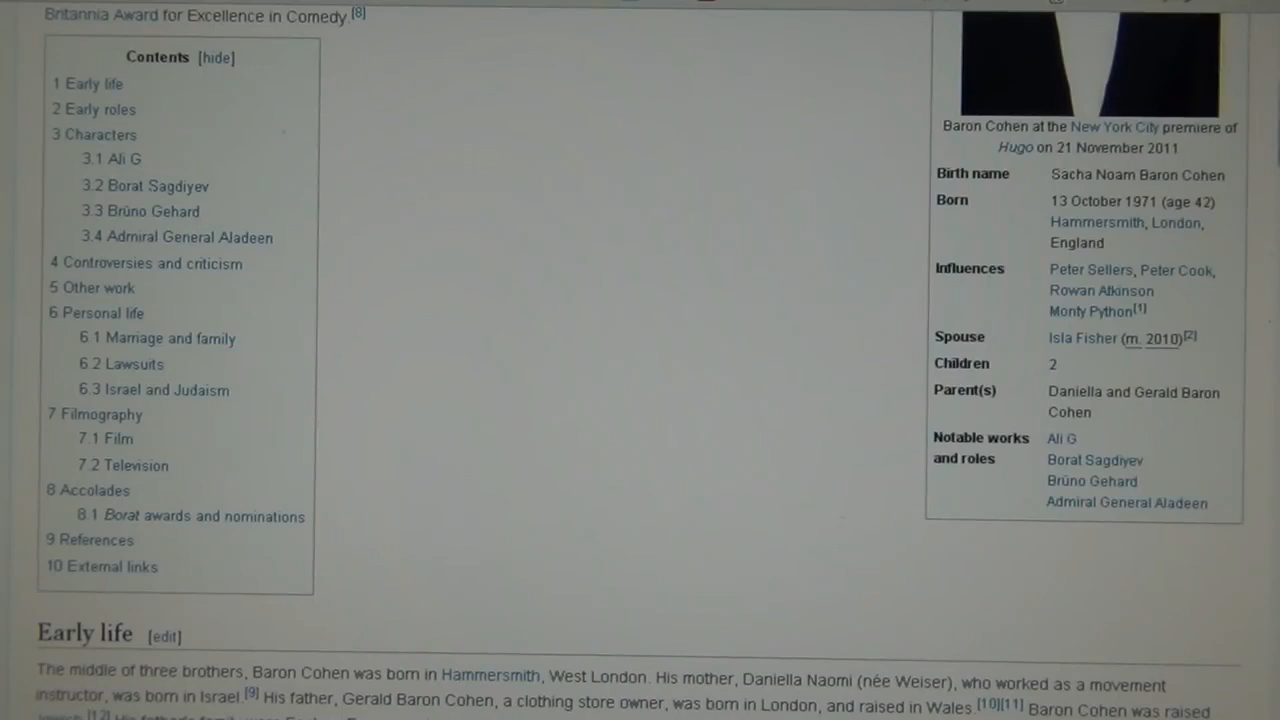 Britannia Award for Excellence in Comedy.[8]
Contents [hide]
1 Early life
2 Early roles
3 Characters
3.1 Ali G
3.2 Borat Sagdiyev
3.3 Brüno Gehard
3.4 Admiral General Aladeen
4 Controversies and criticism
5 Other work
6 Personal life
6.1 Marriage and family
6.2 Lawsuits
6.3 Israel and Judaism
7 Filmography
7.1 Film
7.2 Television
8 Accolades
8.1 Borat awards and nominations
9 References
10 External links
Baron Cohen at the New York City premiere of
Hugo on 21 November 2011
Birth name Sacha Noam Baron Cohen
Born 13 October 1971 (age 42)
Hammersmith, London,
England
Influences Peter Sellers, Peter Cook,
Rowan Atkinson
Monty Python[1]
Spouse Isla Fisher (m. 2010)[2]
Children 2
Parent(s) Daniella and Gerald Baron
Cohen
Notable works Ali G
and roles Borat Sagdiyev
Brüno Gehard
Admiral General Aladeen
Early life [edit]
The middle of three brothers, Baron Cohen was born in Hammersmith, West London. His mother, Daniella Naomi (née Weiser), who worked as a movement
instructor, was born in Israel.[9] His father, Gerald Baron Cohen, a clothing store owner, was born in London, and raised in Wales.[10][11] Baron Cohen was raised